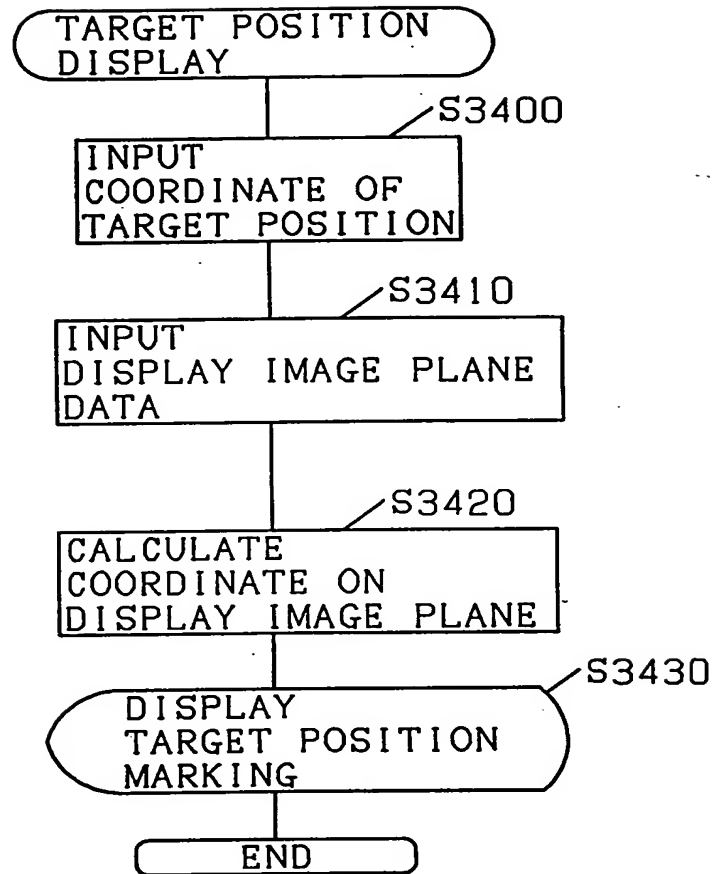 TARGET POSITION
DISPLAY
S3400
INPUT
COORDINATE OF
TARGET POSITION
S3410
INPUT
DISPLAY IMAGE PLANE
DATA
S3420
CALCULATE
COORDINATE ON
DISPLAY IMAGE PLANE
S3430
DISPLAY
TARGET POSITION
MARKING
END